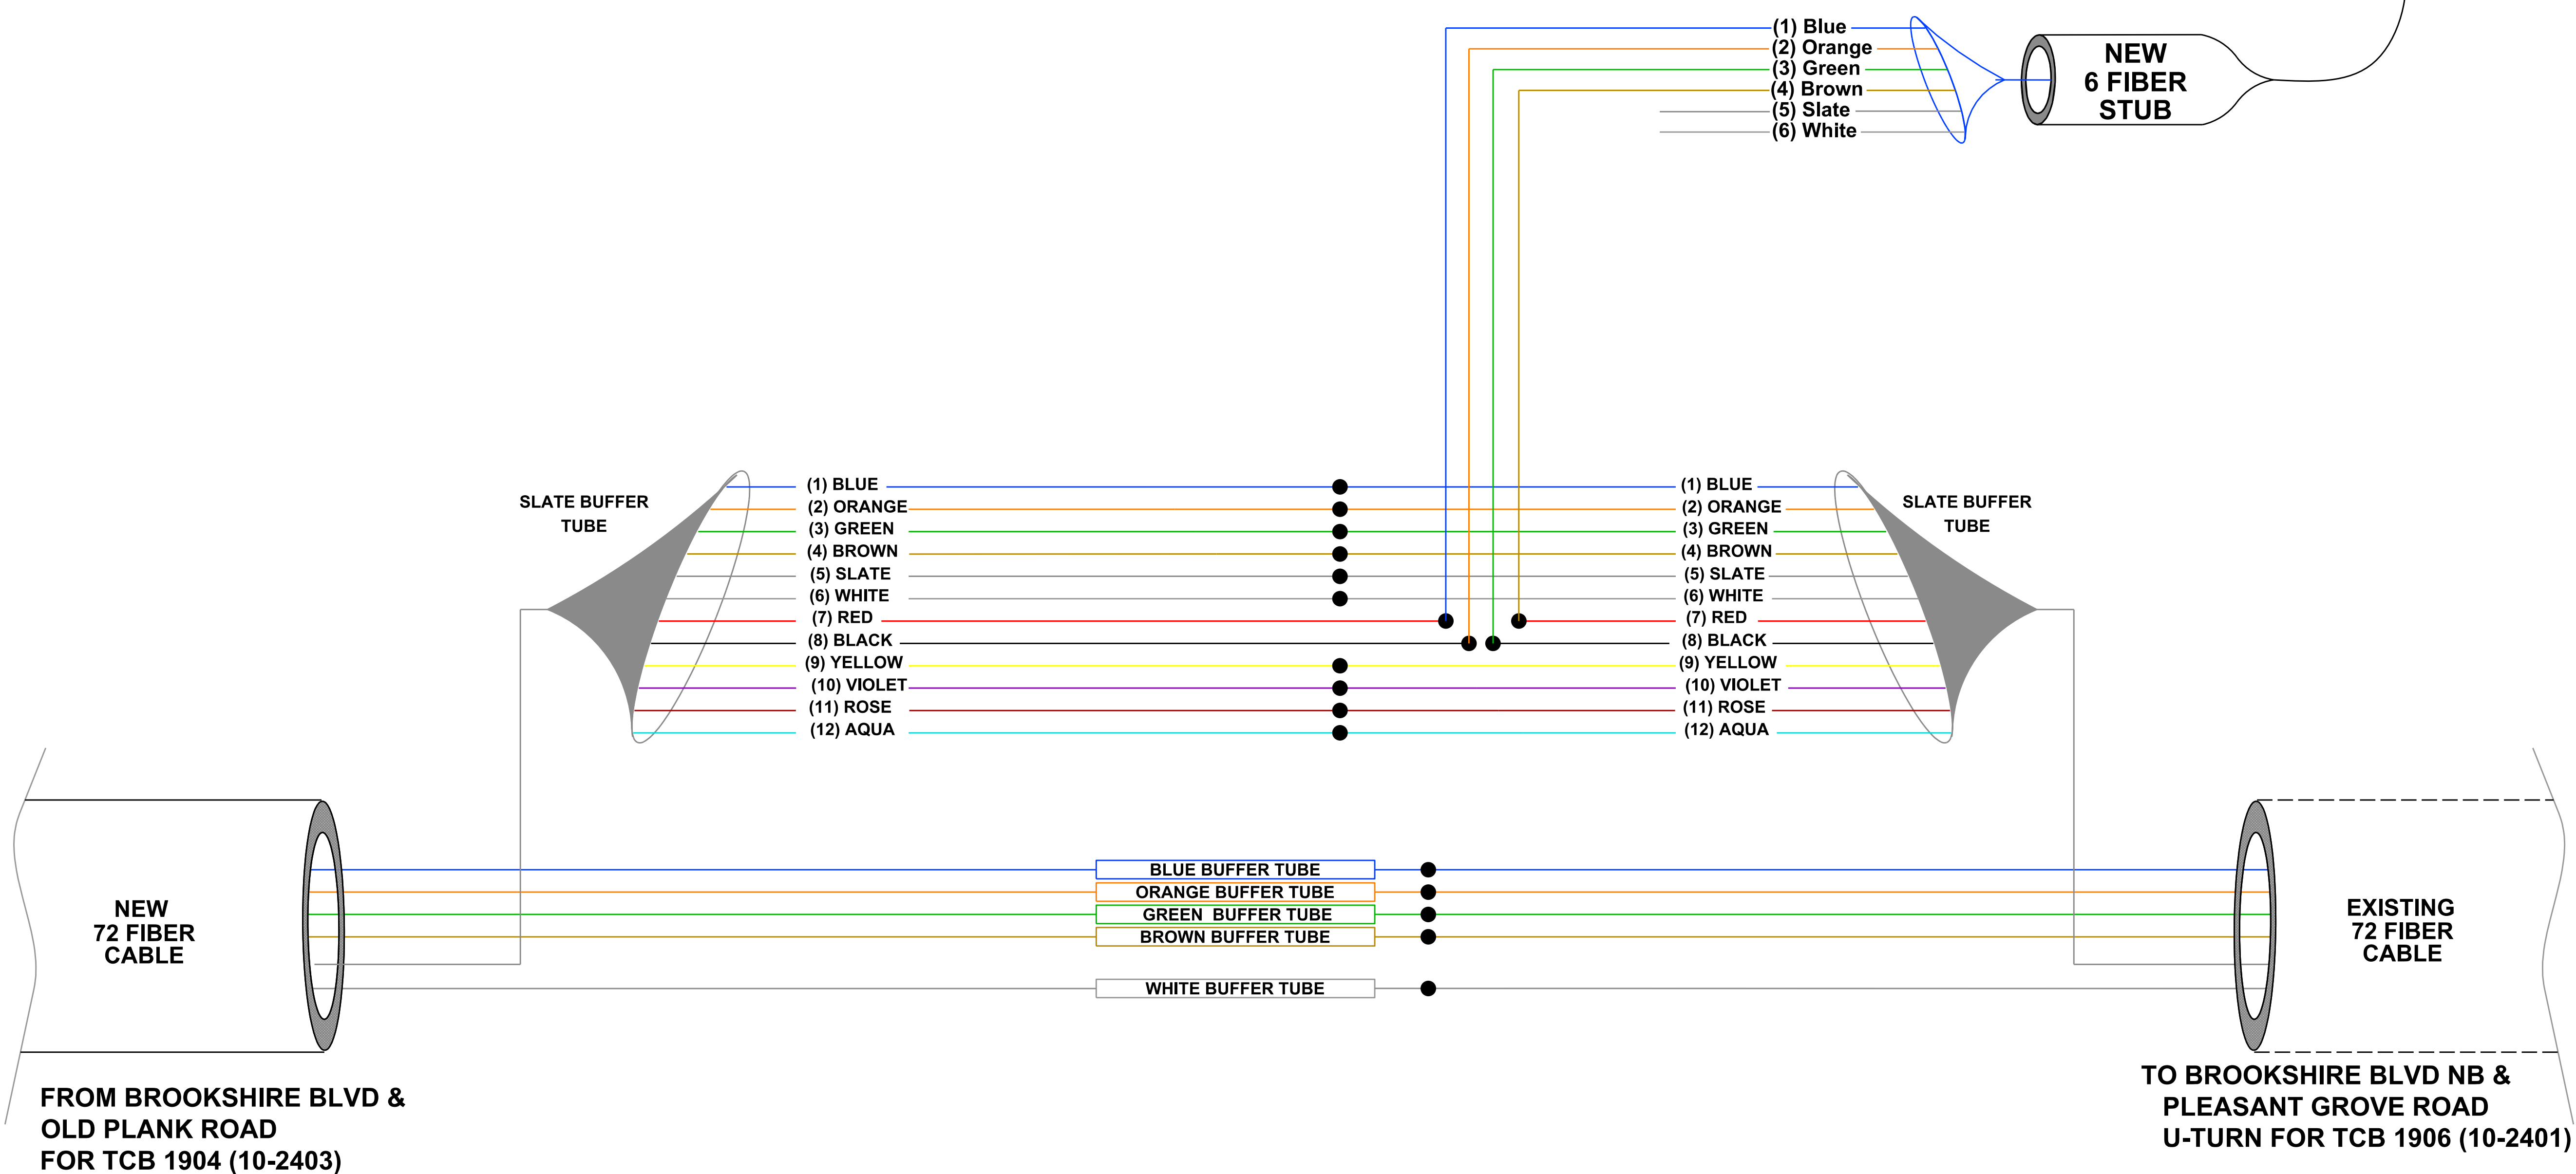 (1) Blue
(2) Orange
(3) Green
(4) Brown
(5) Slate
(6) White
NEW
6 FIBER
STUB
SLATE BUFFER
TUBE
(1) BLUE
(2) ORANGE
(3) GREEN
(4) BROWN
(5) SLATE
(6) WHITE
(7) RED
(8) BLACK
(9) YELLOW
(10) VIOLET
(11) ROSE
(12) AQUA
(1) BLUE
(2) ORANGE
(3) GREEN
(4) BROWN
(5) SLATE
(6) WHITE
(7) RED
(8) BLACK
(9) YELLOW
(10) VIOLET
(11) ROSE
(12) AQUA
SLATE BUFFER
TUBE
NEW
72 FIBER
CABLE
BLUE BUFFER TUBE
ORANGE BUFFER TUBE
GREEN BUFFER TUBE
BROWN BUFFER TUBE
WHITE BUFFER TUBE
EXISTING
72 FIBER
CABLE
FROM BROOKSHIRE BLVD &
OLD PLANK ROAD
FOR TCB 1904 (10-2403)
TO BROOKSHIRE BLVD NB &
PLEASANT GROVE ROAD
U-TURN FOR TCB 1906 (10-2401)